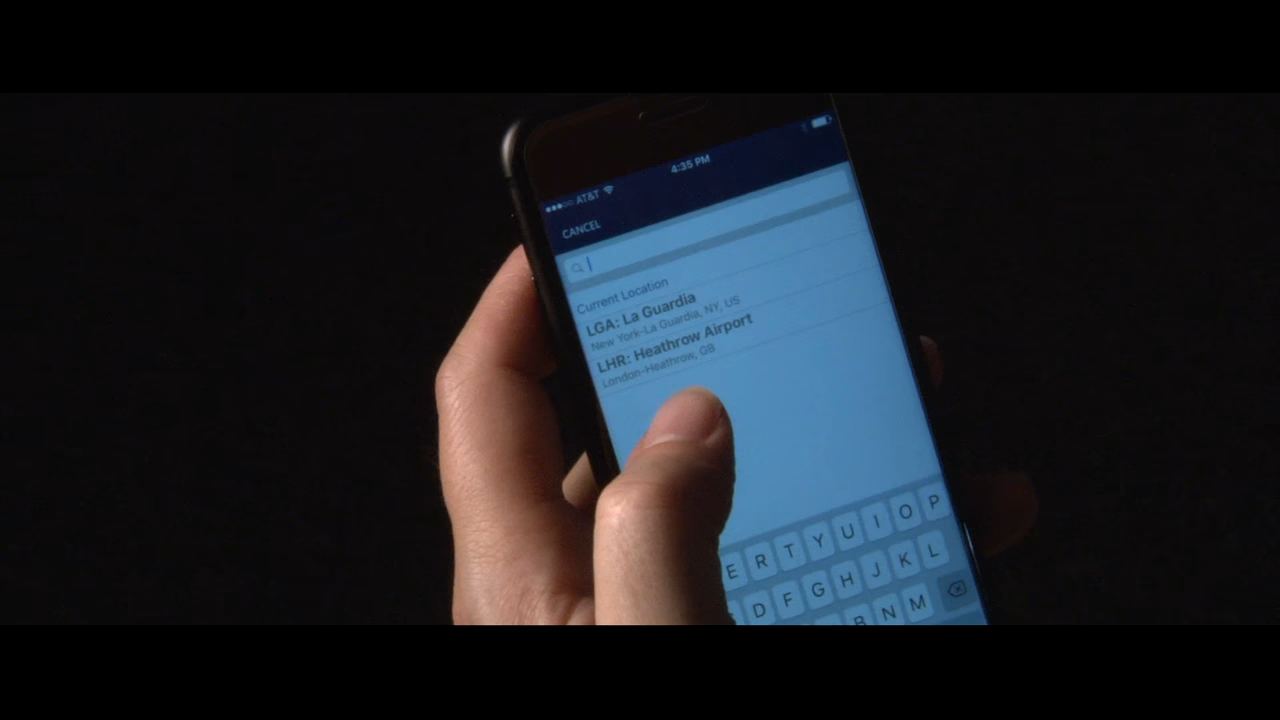 AT&T 4:35 PM
CANCEL
Current Location
LGA: La Guardia
New York-La Guardia, NY, US
LHR: Heathrow Airport
London-Heathrow, GB
E R T Y U I O P
D F G H J K L
B N M